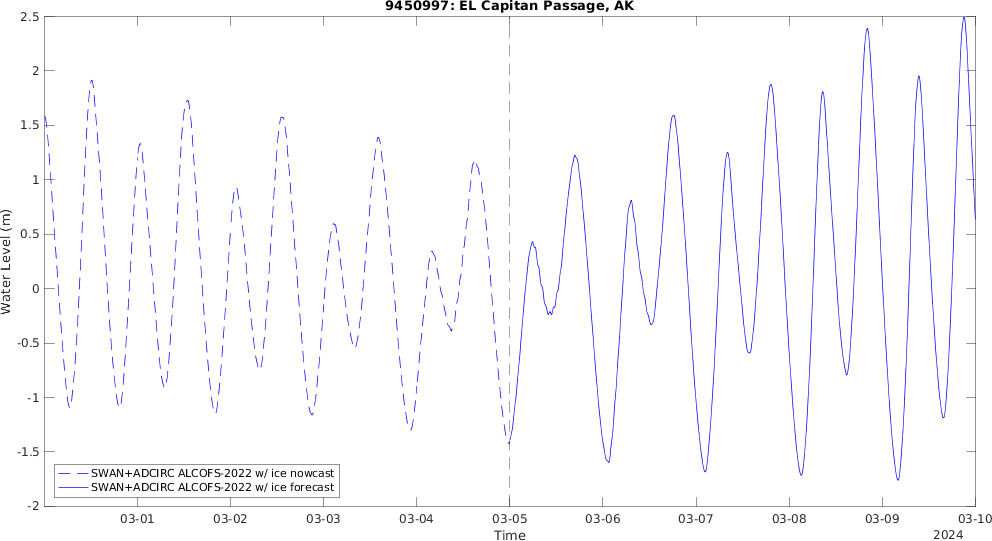 9450997: EL Capitan Passage, AK
2.5
2
1.5
1
0.5
0
-0.5
-1
-1.5
-2
Water Level (m)
SWAN+ADCIRC ALCOFS-2022 w/ ice nowcast
SWAN+ADCIRC ALCOFS-2022 w/ ice forecast
03-01 03-02 03-03 03-04 03-05 03-06 03-07 03-08 03-09 03-10
Time
2024